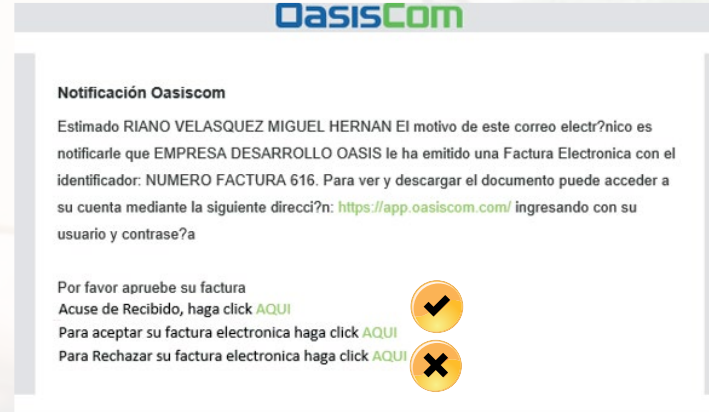 OasisCom
Notificación Oasiscom
Estimado RIANO VELASQUEZ MIGUEL HERNAN El motivo de este correo electr?nico es
notificarle que EMPRESA DESARROLLO OASIS le ha emitido una Factura Electronica con el
identificador: NUMERO FACTURA 616. Para ver y descargar el documento puede acceder a
su cuenta mediante la siguiente direcci?n: https://app.oasiscom.com/ ingresando con su
usuario y contrase?a
Por favor apruebe su factura
Acuse de Recibido, haga click AQUI
Para aceptar su factura electronica haga click AQUI
Para Rechazar su factura electronica haga click AQUI